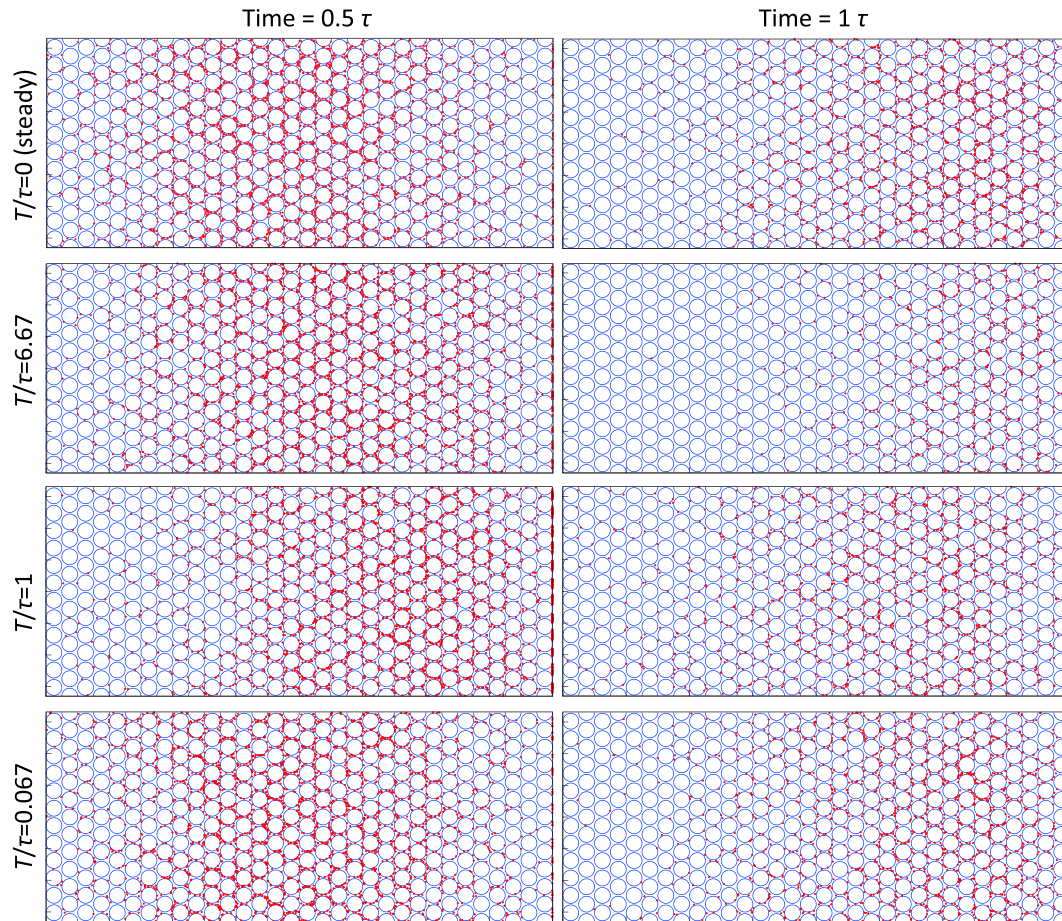 Time = 0.5 τ
Time = 1 τ
T/τ=0 (steady)
T/τ=6.67
T/τ=1
T/τ=0.067